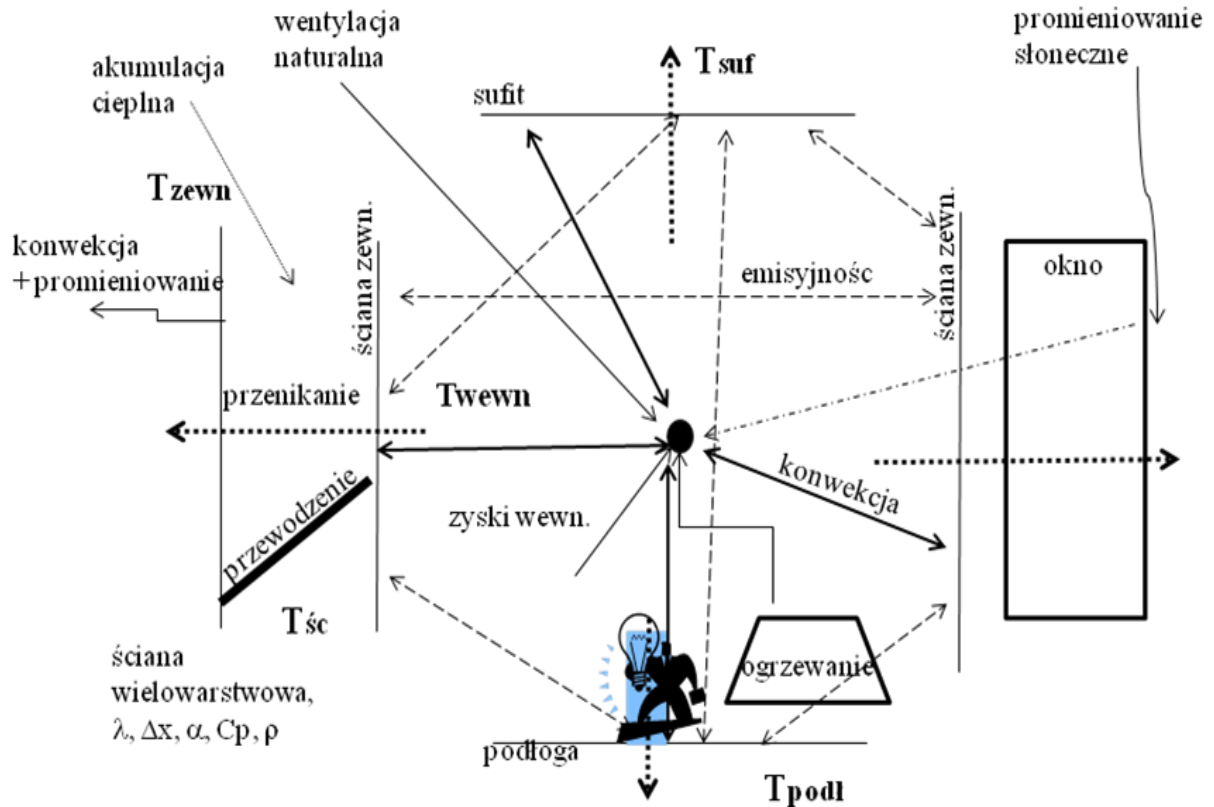 wentylacja
naturalna
promieniowanie
słoneczne
akumulacja
cieplna
Tsuf
sufit
Tzewn
ściana zewn.
ściana zewn.
konwekcja
+promieniowanie
emisyjnośc
okno
przenikanie
Twewn
konwekcja
przewodzenie
zyski wewn.
Tśc
ściana
wielowarstwowa,
λ, Δx, α, Cp, ρ
ogrzewanie
podłoga
Tpodł